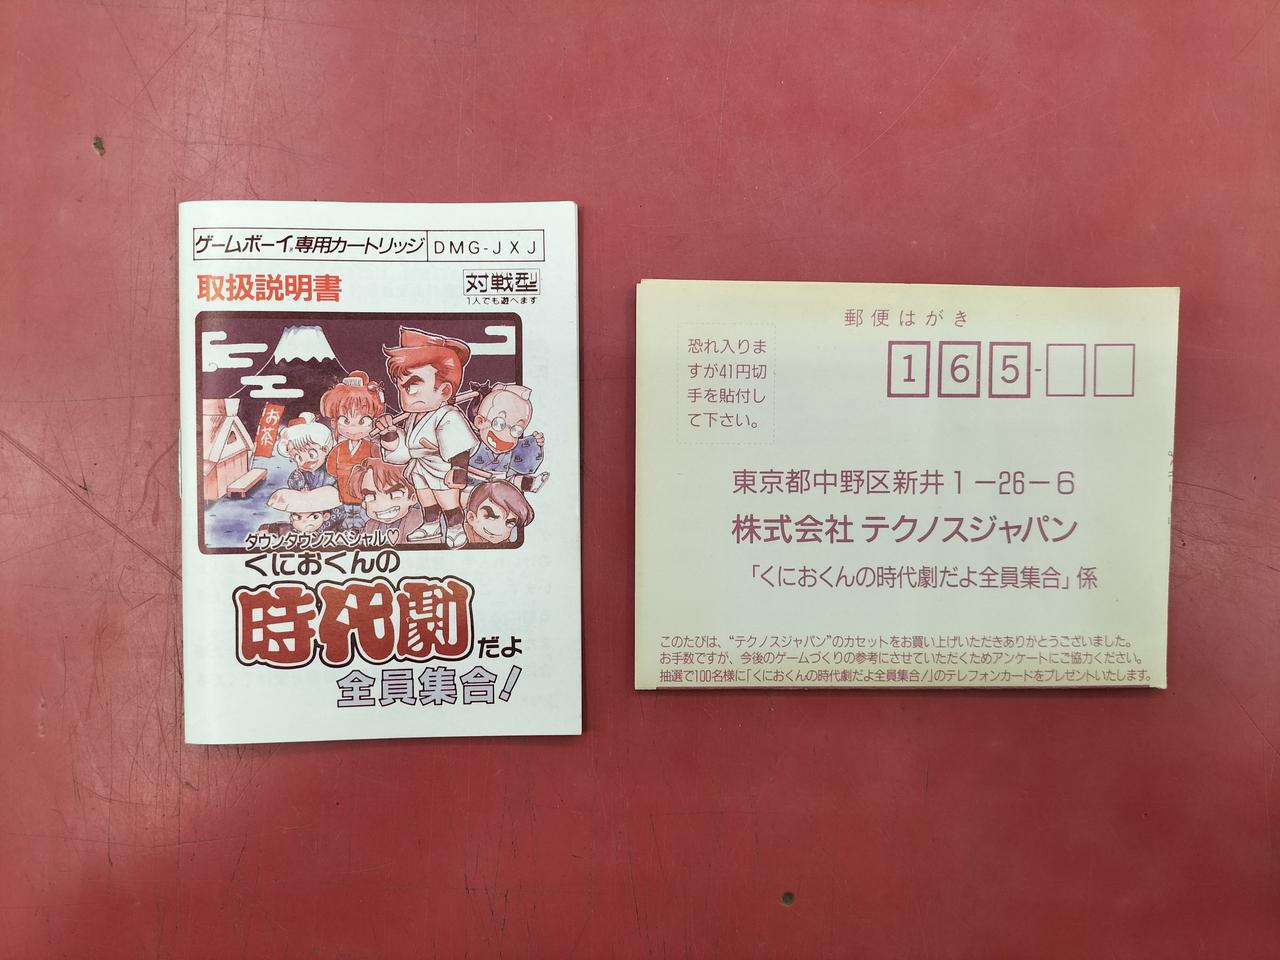 ゲームボーイ専用カートリッジ DMG-JXJ
取扱説明書
対戦型
1人でも遊べます
お茶
ダウンタウンスペシャル♡
くにおくんの
時代劇だよ
全員集合!
郵便はがき
恐れ入りま
すが41円切
手を貼付し
て下さい。
165-
東京都中野区新井1-26-6
株式会社 テクノスジャパン
「くにおくんの時代劇だよ全員集合」係
このたびは、“テクノスジャパン”のカセットをお買い上げいただきありがとうございました。
お手数ですが、今後のゲームづくりの参考にさせていただくためアンケートにご協力ください。
抽選で100名様に「くにおくんの時代劇だよ全員集合!」のテレフォンカードをプレゼントいたします。